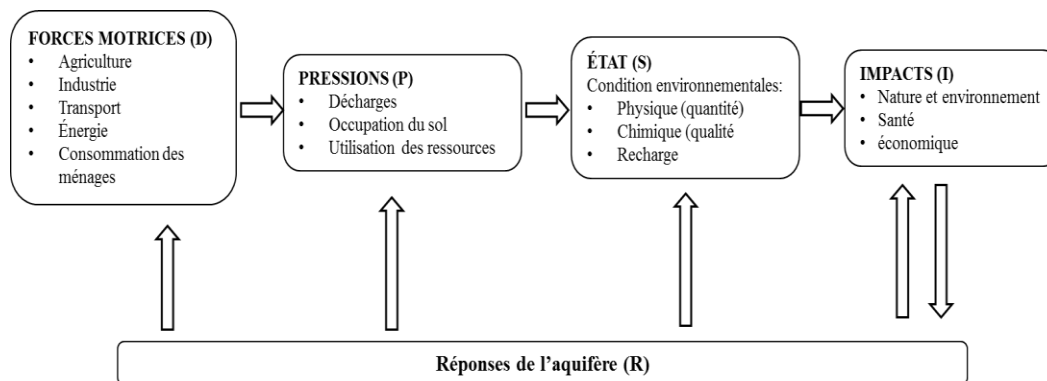 FORCES MOTRICES (D)
• Agriculture
• Industrie
• Transport
• Énergie
• Consommation des
ménages
PRESSIONS (P)
• Décharges
• Occupation du sol
• Utilisation des ressources
ÉTAT (S)
Condition environnementales:
• Physique (quantité)
• Chimique (qualité
• Recharge
IMPACTS (I)
• Nature et environnement
• Santé
• économique
Réponses de l’aquifère (R)